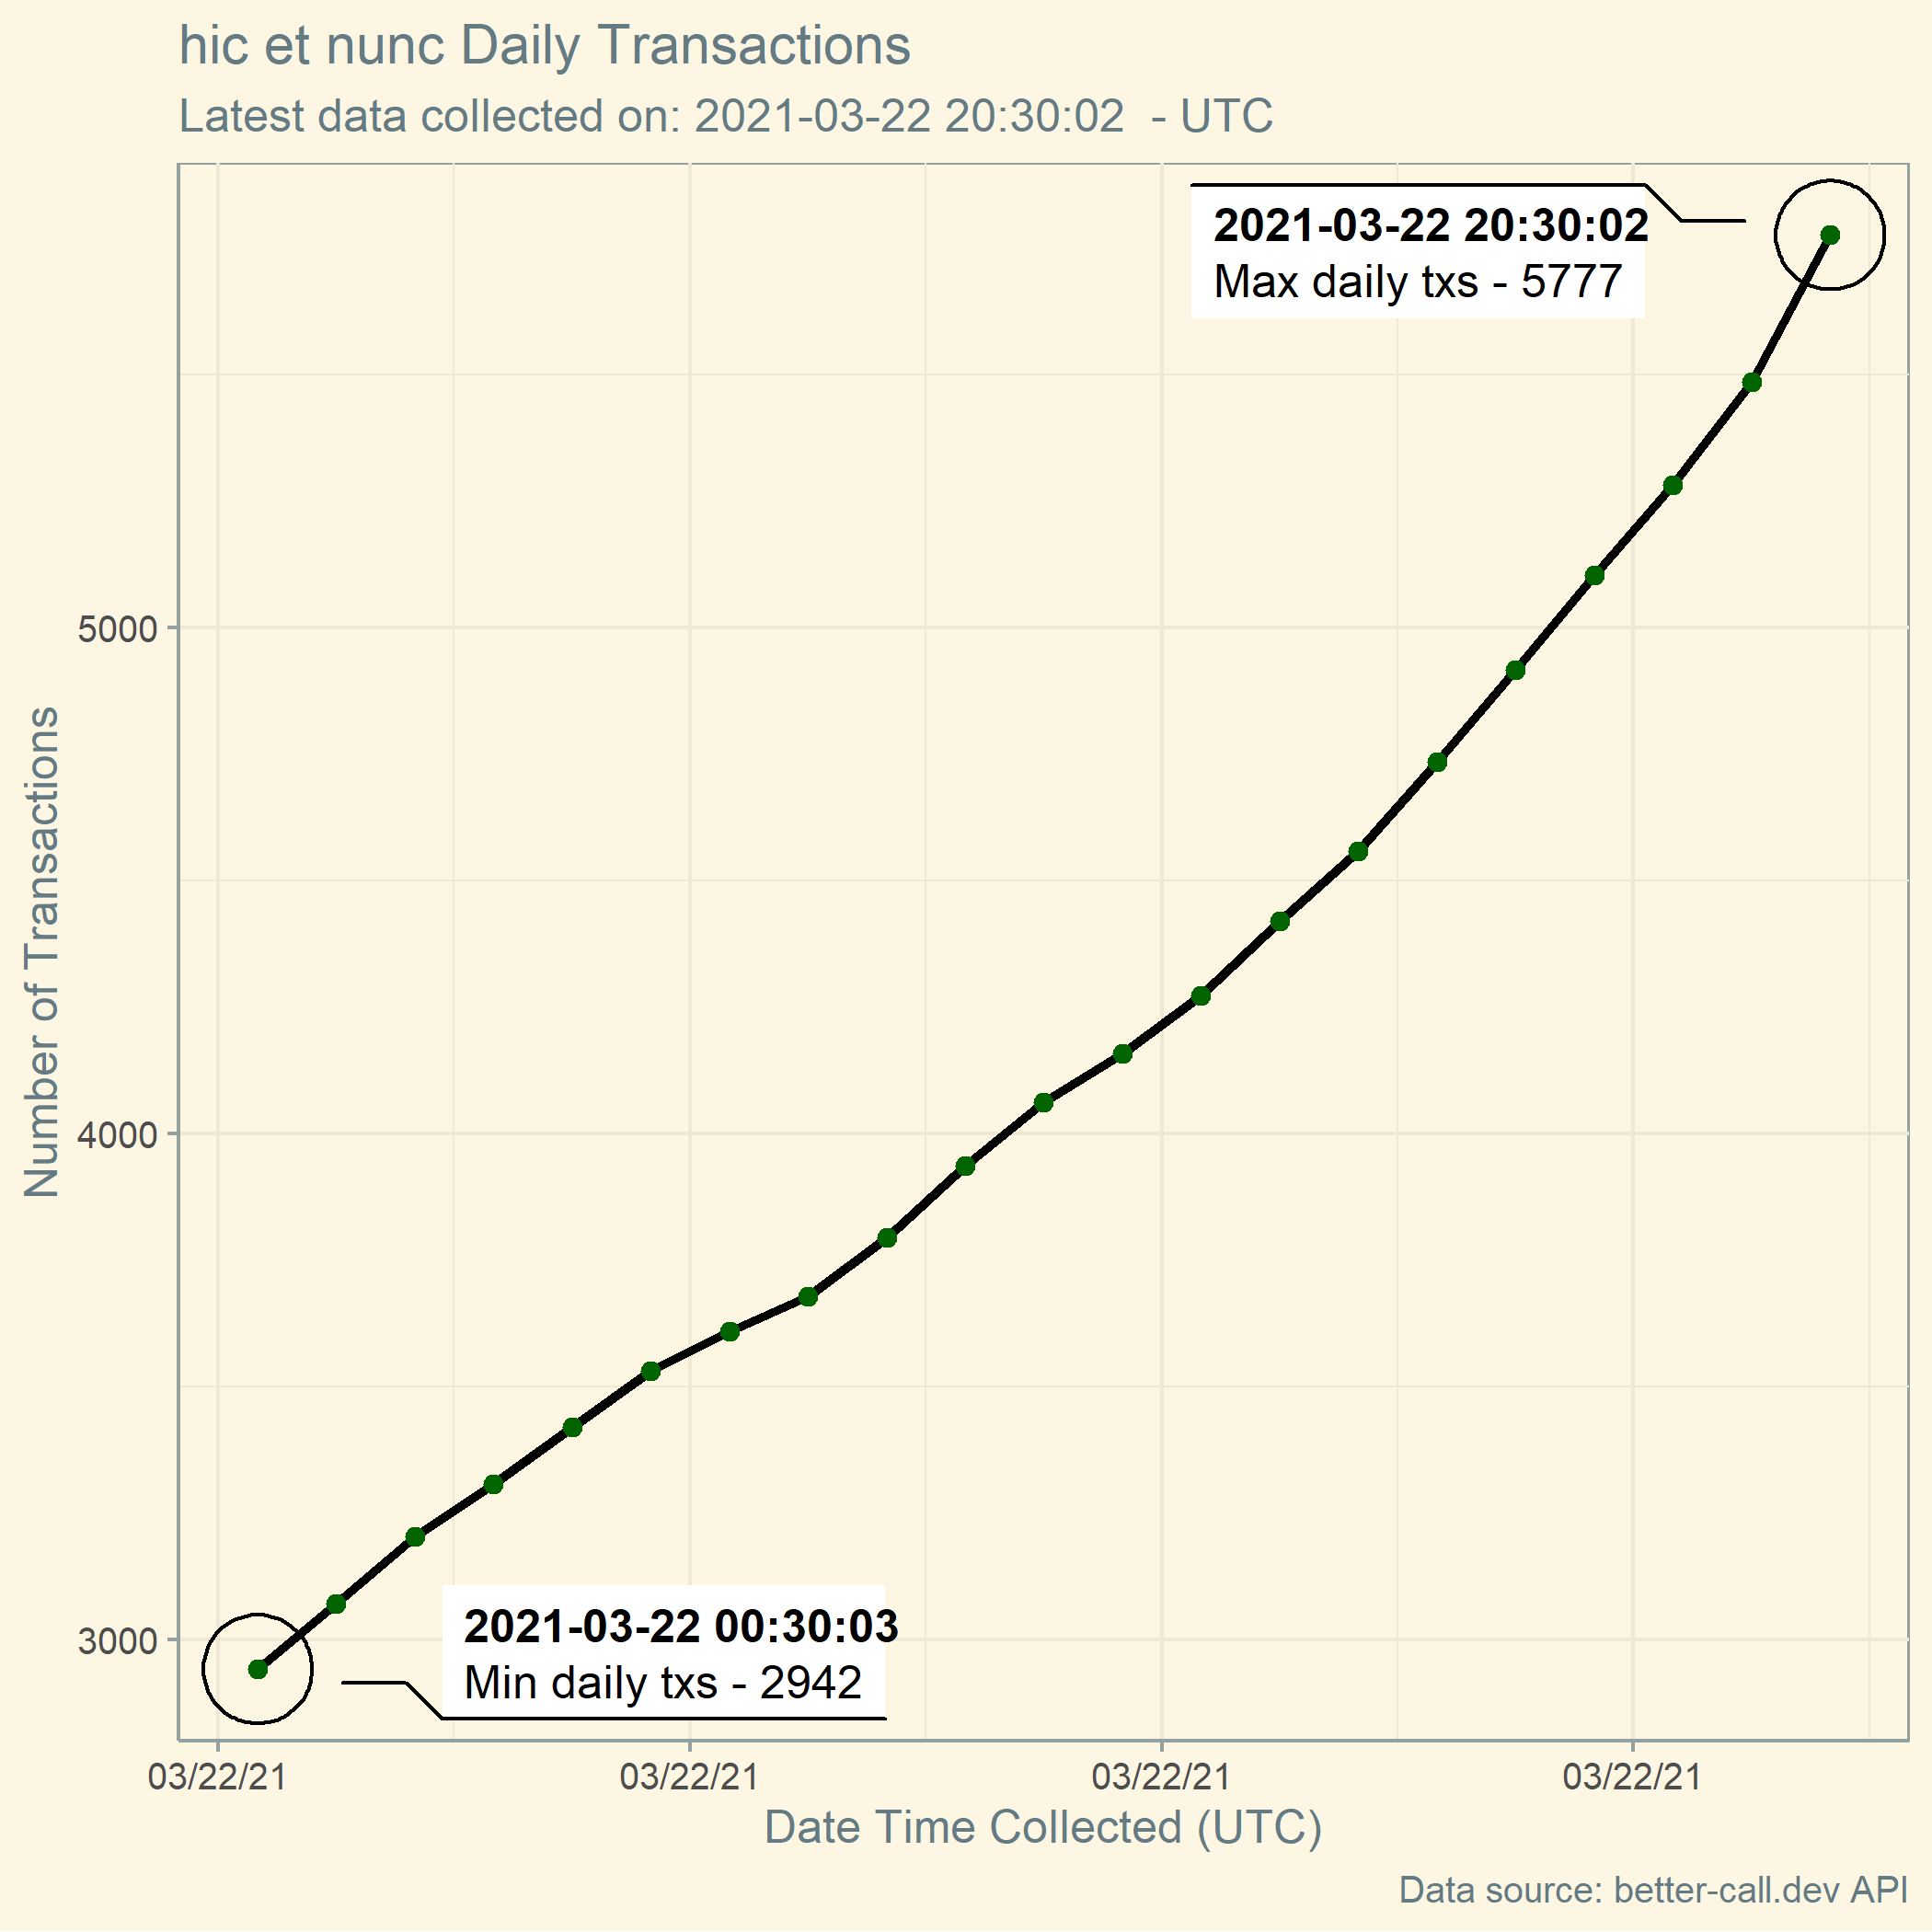 hic et nunc Daily Transactions
Latest data collected on: 2021-03-22 20:30:02  - UTC
2021-03-22 20:30:02
Max daily txs - 5777
5000
4000
3000
Number of Transactions
2021-03-22 00:30:03
Min daily txs - 2942
03/22/21 03/22/21 03/22/21 03/22/21
Date Time Collected (UTC)
Data source: better-call.dev API